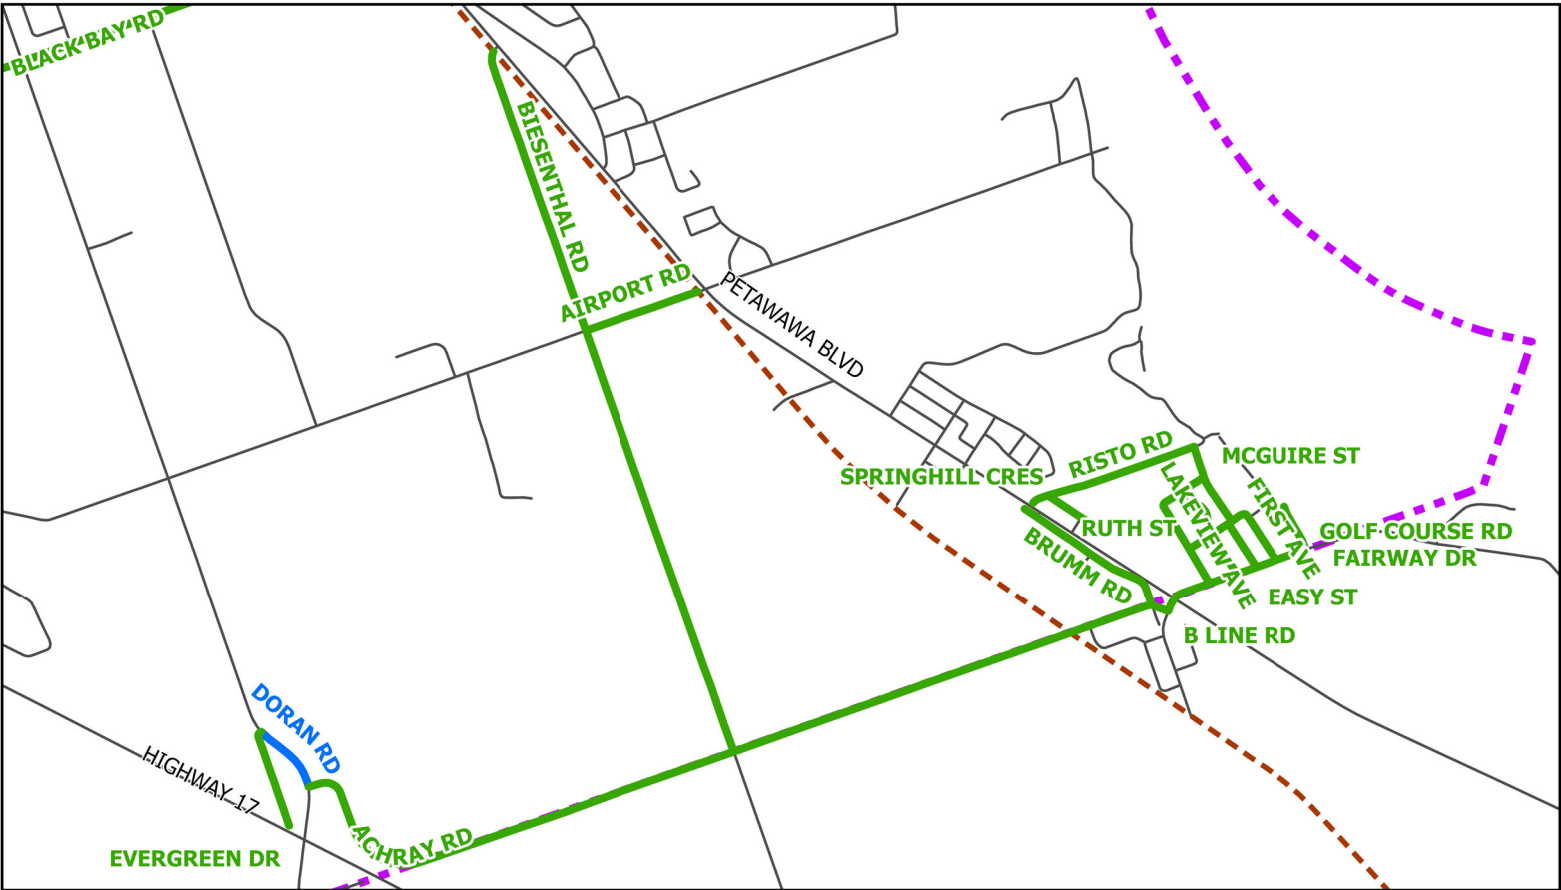 BLACK BAY RD
BIESENTHAL RD
AIRPORT RD
PETAWAWA BLVD
RISTO RD
MCGUIRE ST
SPRINGHILL CRES
LAKEVIEW AVE
FIRST AVE
RUTH ST
GOLF COURSE RD
BRUMM RD
FAIRWAY DR
EASY ST
B LINE RD
DORAN RD
HIGHWAY 17
ACHRAY RD
EVERGREEN DR